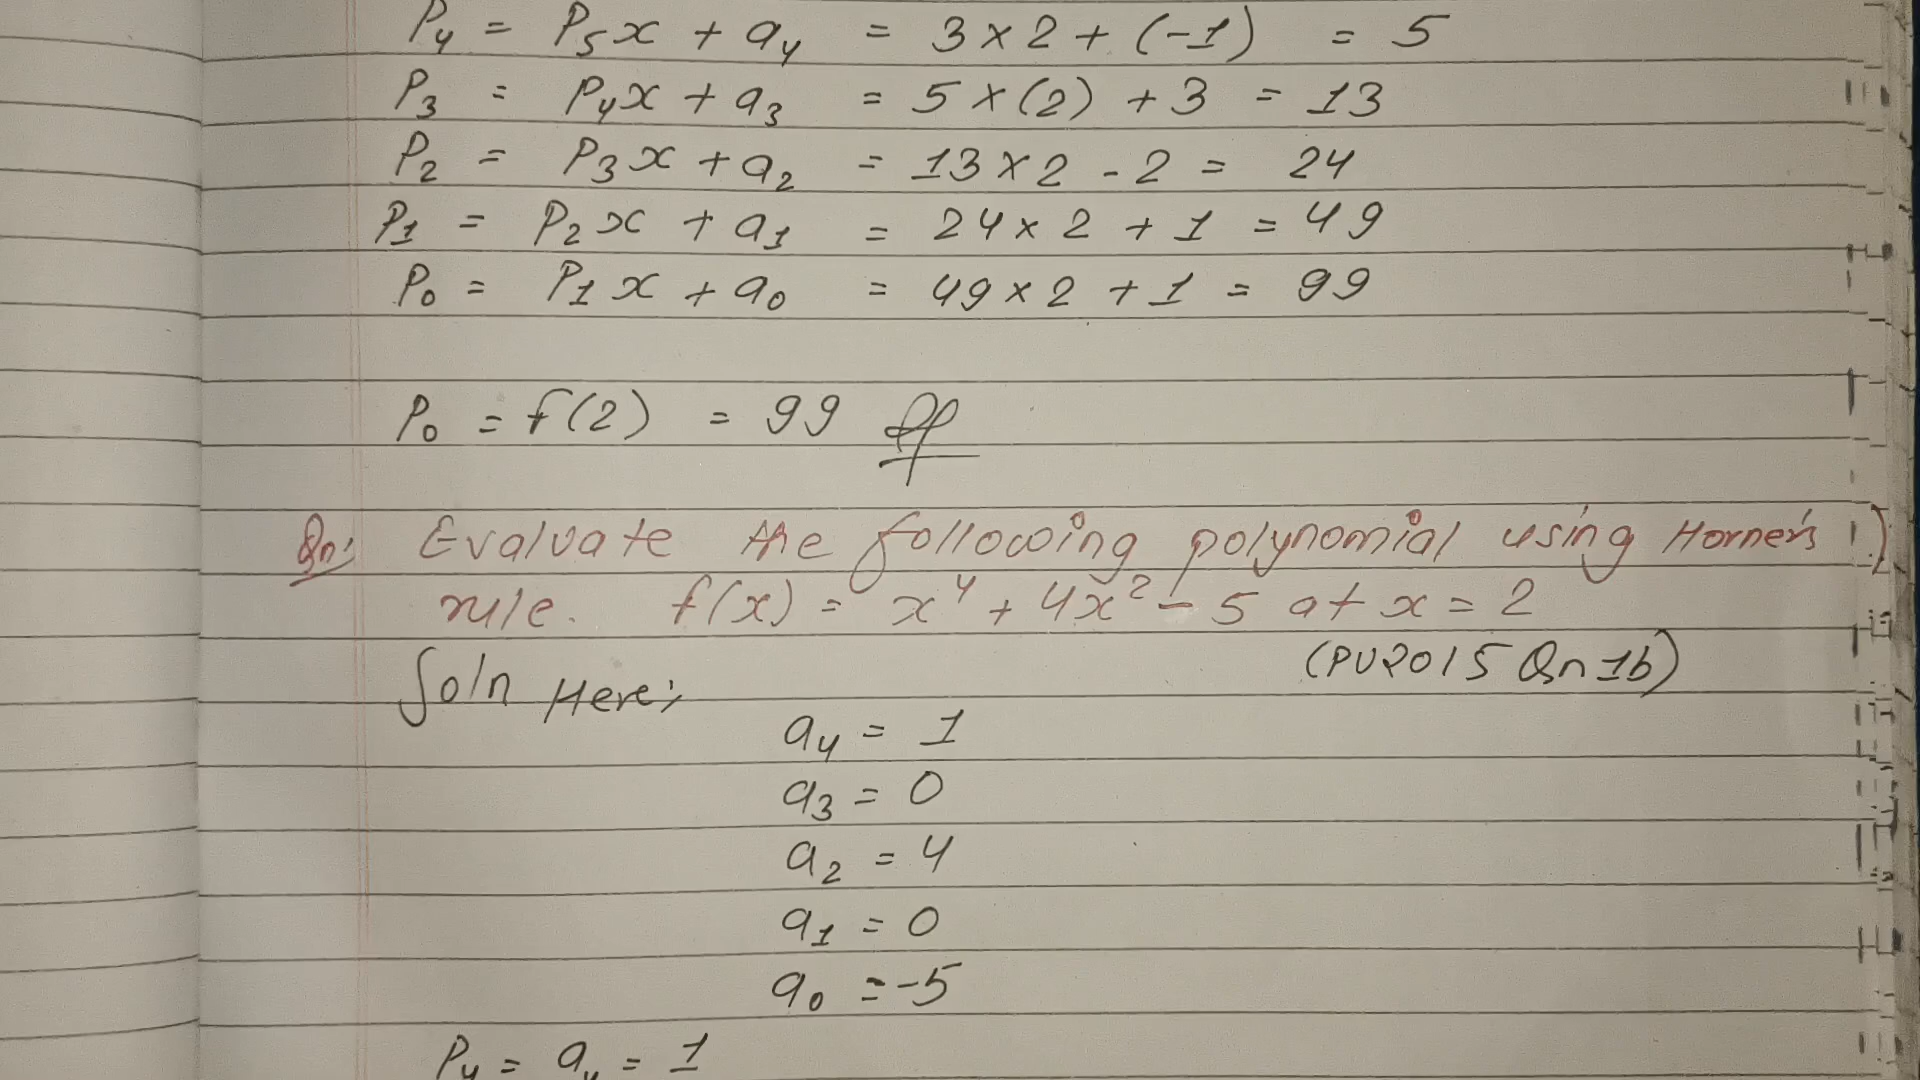 P₄ = P₅x + a₄ = 3 × 2 + (-1) = 5
P₃ = P₄x + a₃ = 5 × (2) + 3 = 13
P₂ = P₃x + a₂ = 13 × 2 - 2 = 24
P₁ = P₂x + a₁ = 24 × 2 + 1 = 49
P₀ = P₁x + a₀ = 49 × 2 + 1 = 99
P₀ = f(2) = 99
Qn: Evaluate the following polynomial using Horner's
rule. f(x) = x⁴ + 4x² - 5 at x = 2
(PU2015 Qn 1b)
Soln Here;
a₄ = 1
a₃ = 0
a₂ = 4
a₁ = 0
a₀ = -5
P₄ = a₄ = 1